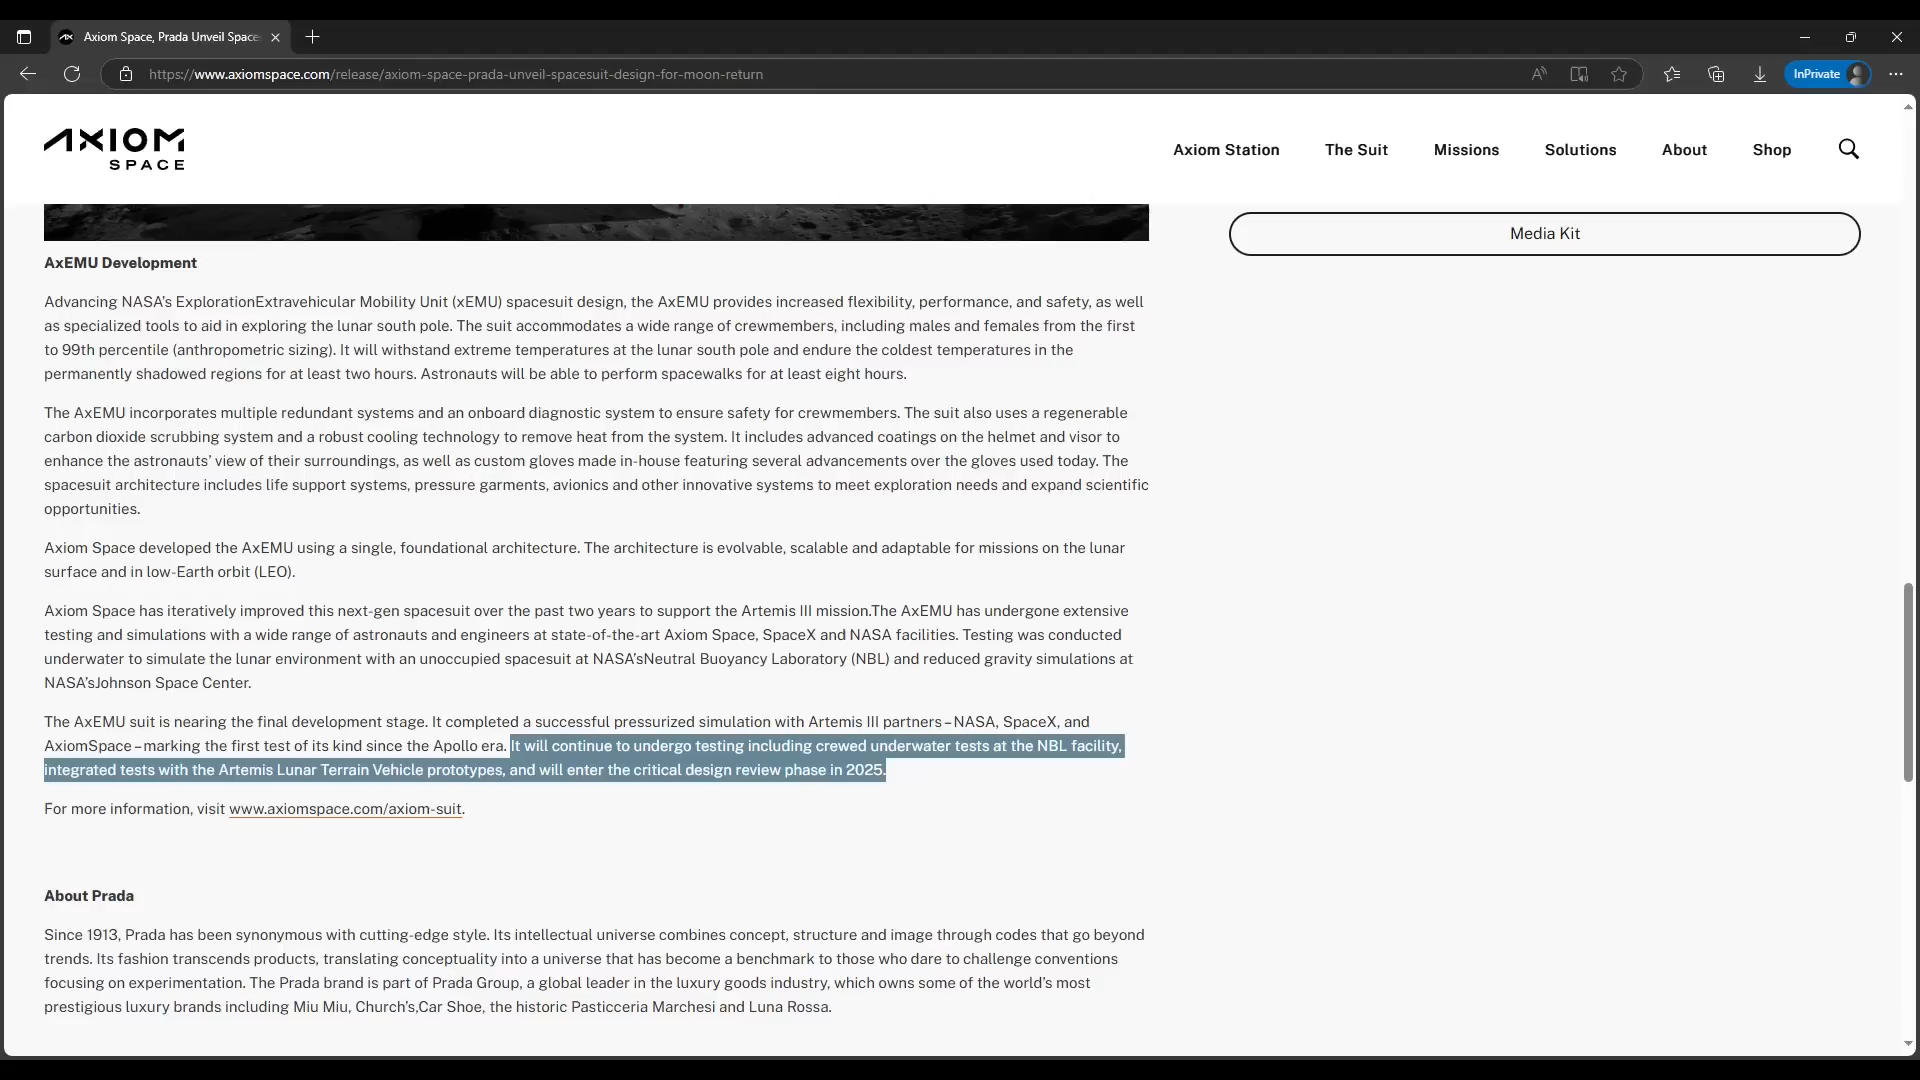 Axiom Space, Prada Unveil Space
https://www.axiomspace.com/release/axiom-space-prada-unveil-spacesuit-design-for-moon-return
InPrivate
AXIOM
SPACE
Axiom Station
The Suit
Missions
Solutions
About
Shop
Media Kit
AxEMU Development
Advancing NASA's ExplorationExtravehicular Mobility Unit (xEMU) spacesuit design, the AxEMU provides increased flexibility, performance, and safety, as well
as specialized tools to aid in exploring the lunar south pole. The suit accommodates a wide range of crewmembers, including males and females from the first
to 99th percentile (anthropometric sizing). It will withstand extreme temperatures at the lunar south pole and endure the coldest temperatures in the
permanently shadowed regions for at least two hours. Astronauts will be able to perform spacewalks for at least eight hours.
The AxEMU incorporates multiple redundant systems and an onboard diagnostic system to ensure safety for crewmembers. The suit also uses a regenerable
carbon dioxide scrubbing system and a robust cooling technology to remove heat from the system. It includes advanced coatings on the helmet and visor to
enhance the astronauts' view of their surroundings, as well as custom gloves made in-house featuring several advancements over the gloves used today. The
spacesuit architecture includes life support systems, pressure garments, avionics and other innovative systems to meet exploration needs and expand scientific
opportunities.
Axiom Space developed the AxEMU using a single, foundational architecture. The architecture is evolvable, scalable and adaptable for missions on the lunar
surface and in low-Earth orbit (LEO).
Axiom Space has iteratively improved this next-gen spacesuit over the past two years to support the Artemis III mission.The AxEMU has undergone extensive
testing and simulations with a wide range of astronauts and engineers at state-of-the-art Axiom Space, SpaceX and NASA facilities. Testing was conducted
underwater to simulate the lunar environment with an unoccupied spacesuit at NASA'sNeutral Buoyancy Laboratory (NBL) and reduced gravity simulations at
NASA'sJohnson Space Center.
The AxEMU suit is nearing the final development stage. It completed a successful pressurized simulation with Artemis III partners – NASA, SpaceX, and
AxiomSpace – marking the first test of its kind since the Apollo era. It will continue to undergo testing including crewed underwater tests at the NBL facility,
integrated tests with the Artemis Lunar Terrain Vehicle prototypes, and will enter the critical design review phase in 2025.
For more information, visit www.axiomspace.com/axiom-suit.
About Prada
Since 1913, Prada has been synonymous with cutting-edge style. Its intellectual universe combines concept, structure and image through codes that go beyond
trends. Its fashion transcends products, translating conceptuality into a universe that has become a benchmark to those who dare to challenge conventions
focusing on experimentation. The Prada brand is part of Prada Group, a global leader in the luxury goods industry, which owns some of the world's most
prestigious luxury brands including Miu Miu, Church's,Car Shoe, the historic Pasticceria Marchesi and Luna Rossa.